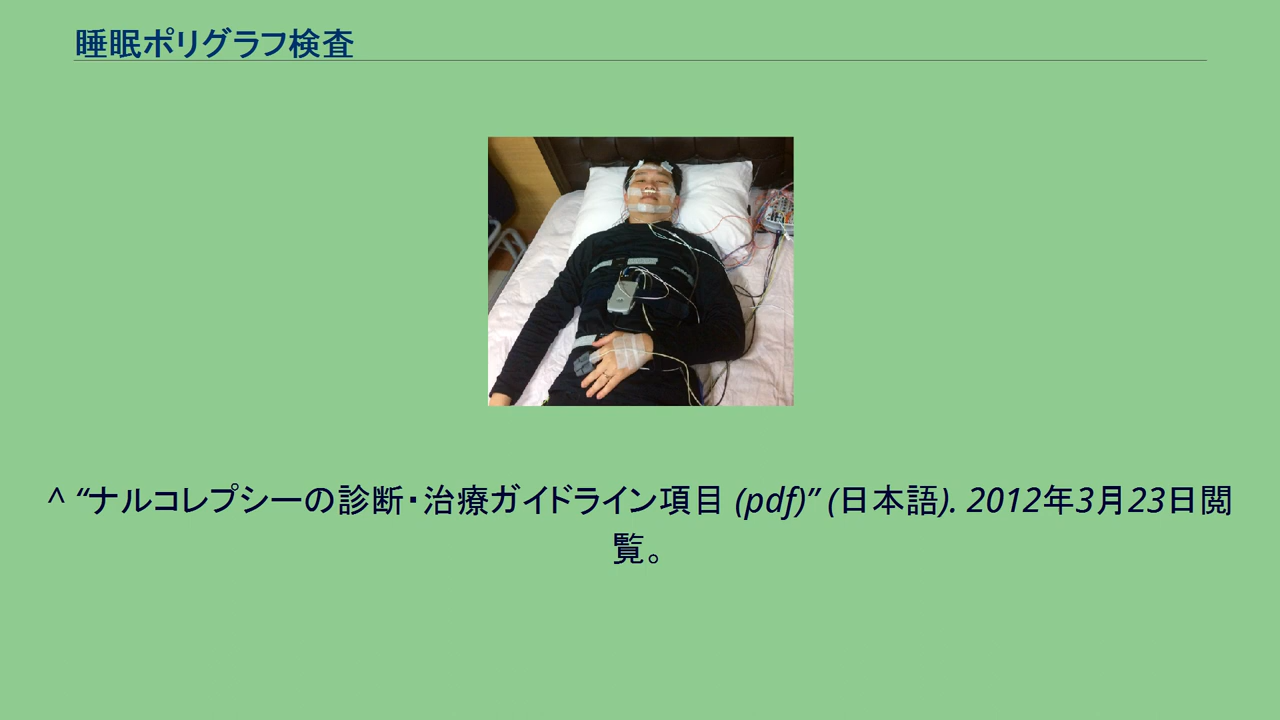 睡眠ポリグラフ検査
^ “ナルコレプシーの診断・治療ガイドライン項目 (pdf)” (日本語). 2012年3月23日閲
覧。